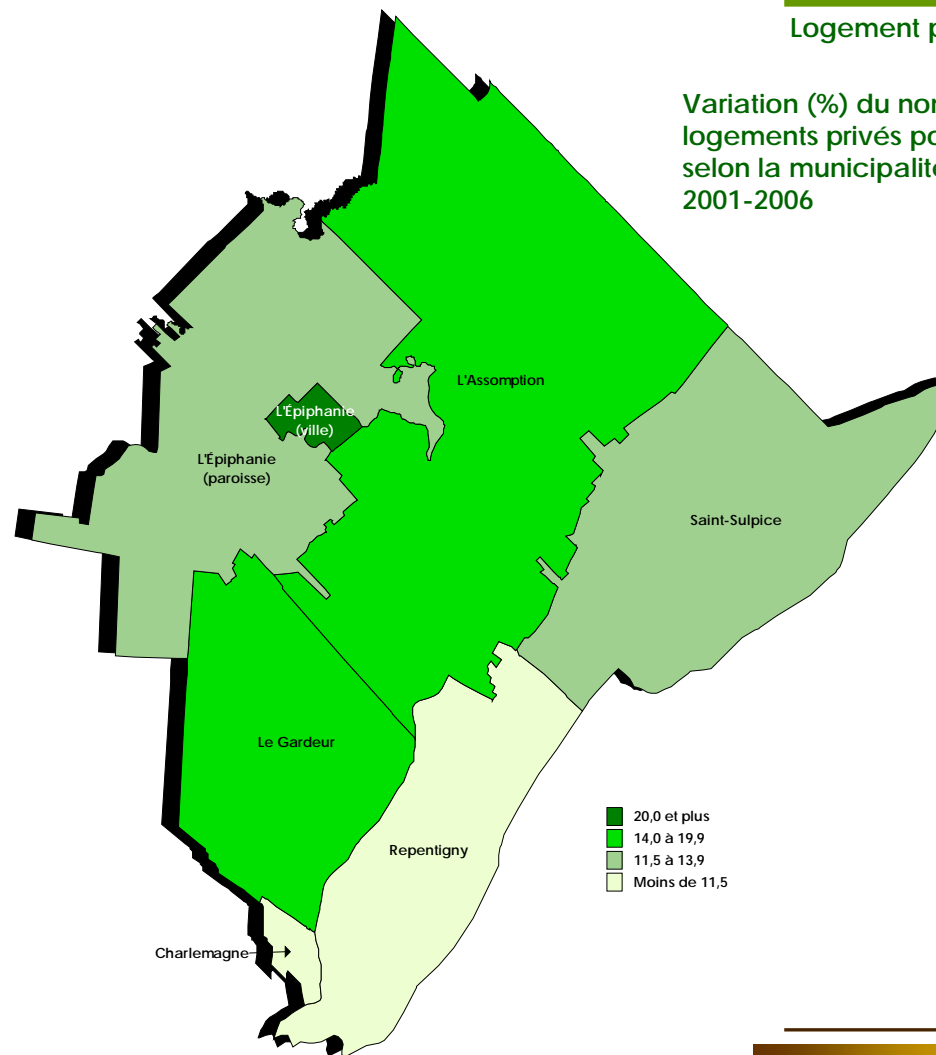 Logement p
Variation (%) du nor
logements privés po
selon la municipalité
2001-2006
L'Assomption
L'Épiphanie
(ville)
L'Épiphanie
(paroisse)
Saint-Sulpice
Le Gardeur
Repentigny
20,0 et plus
14,0 à 19,9
11,5 à 13,9
Moins de 11,5
Charlemagne